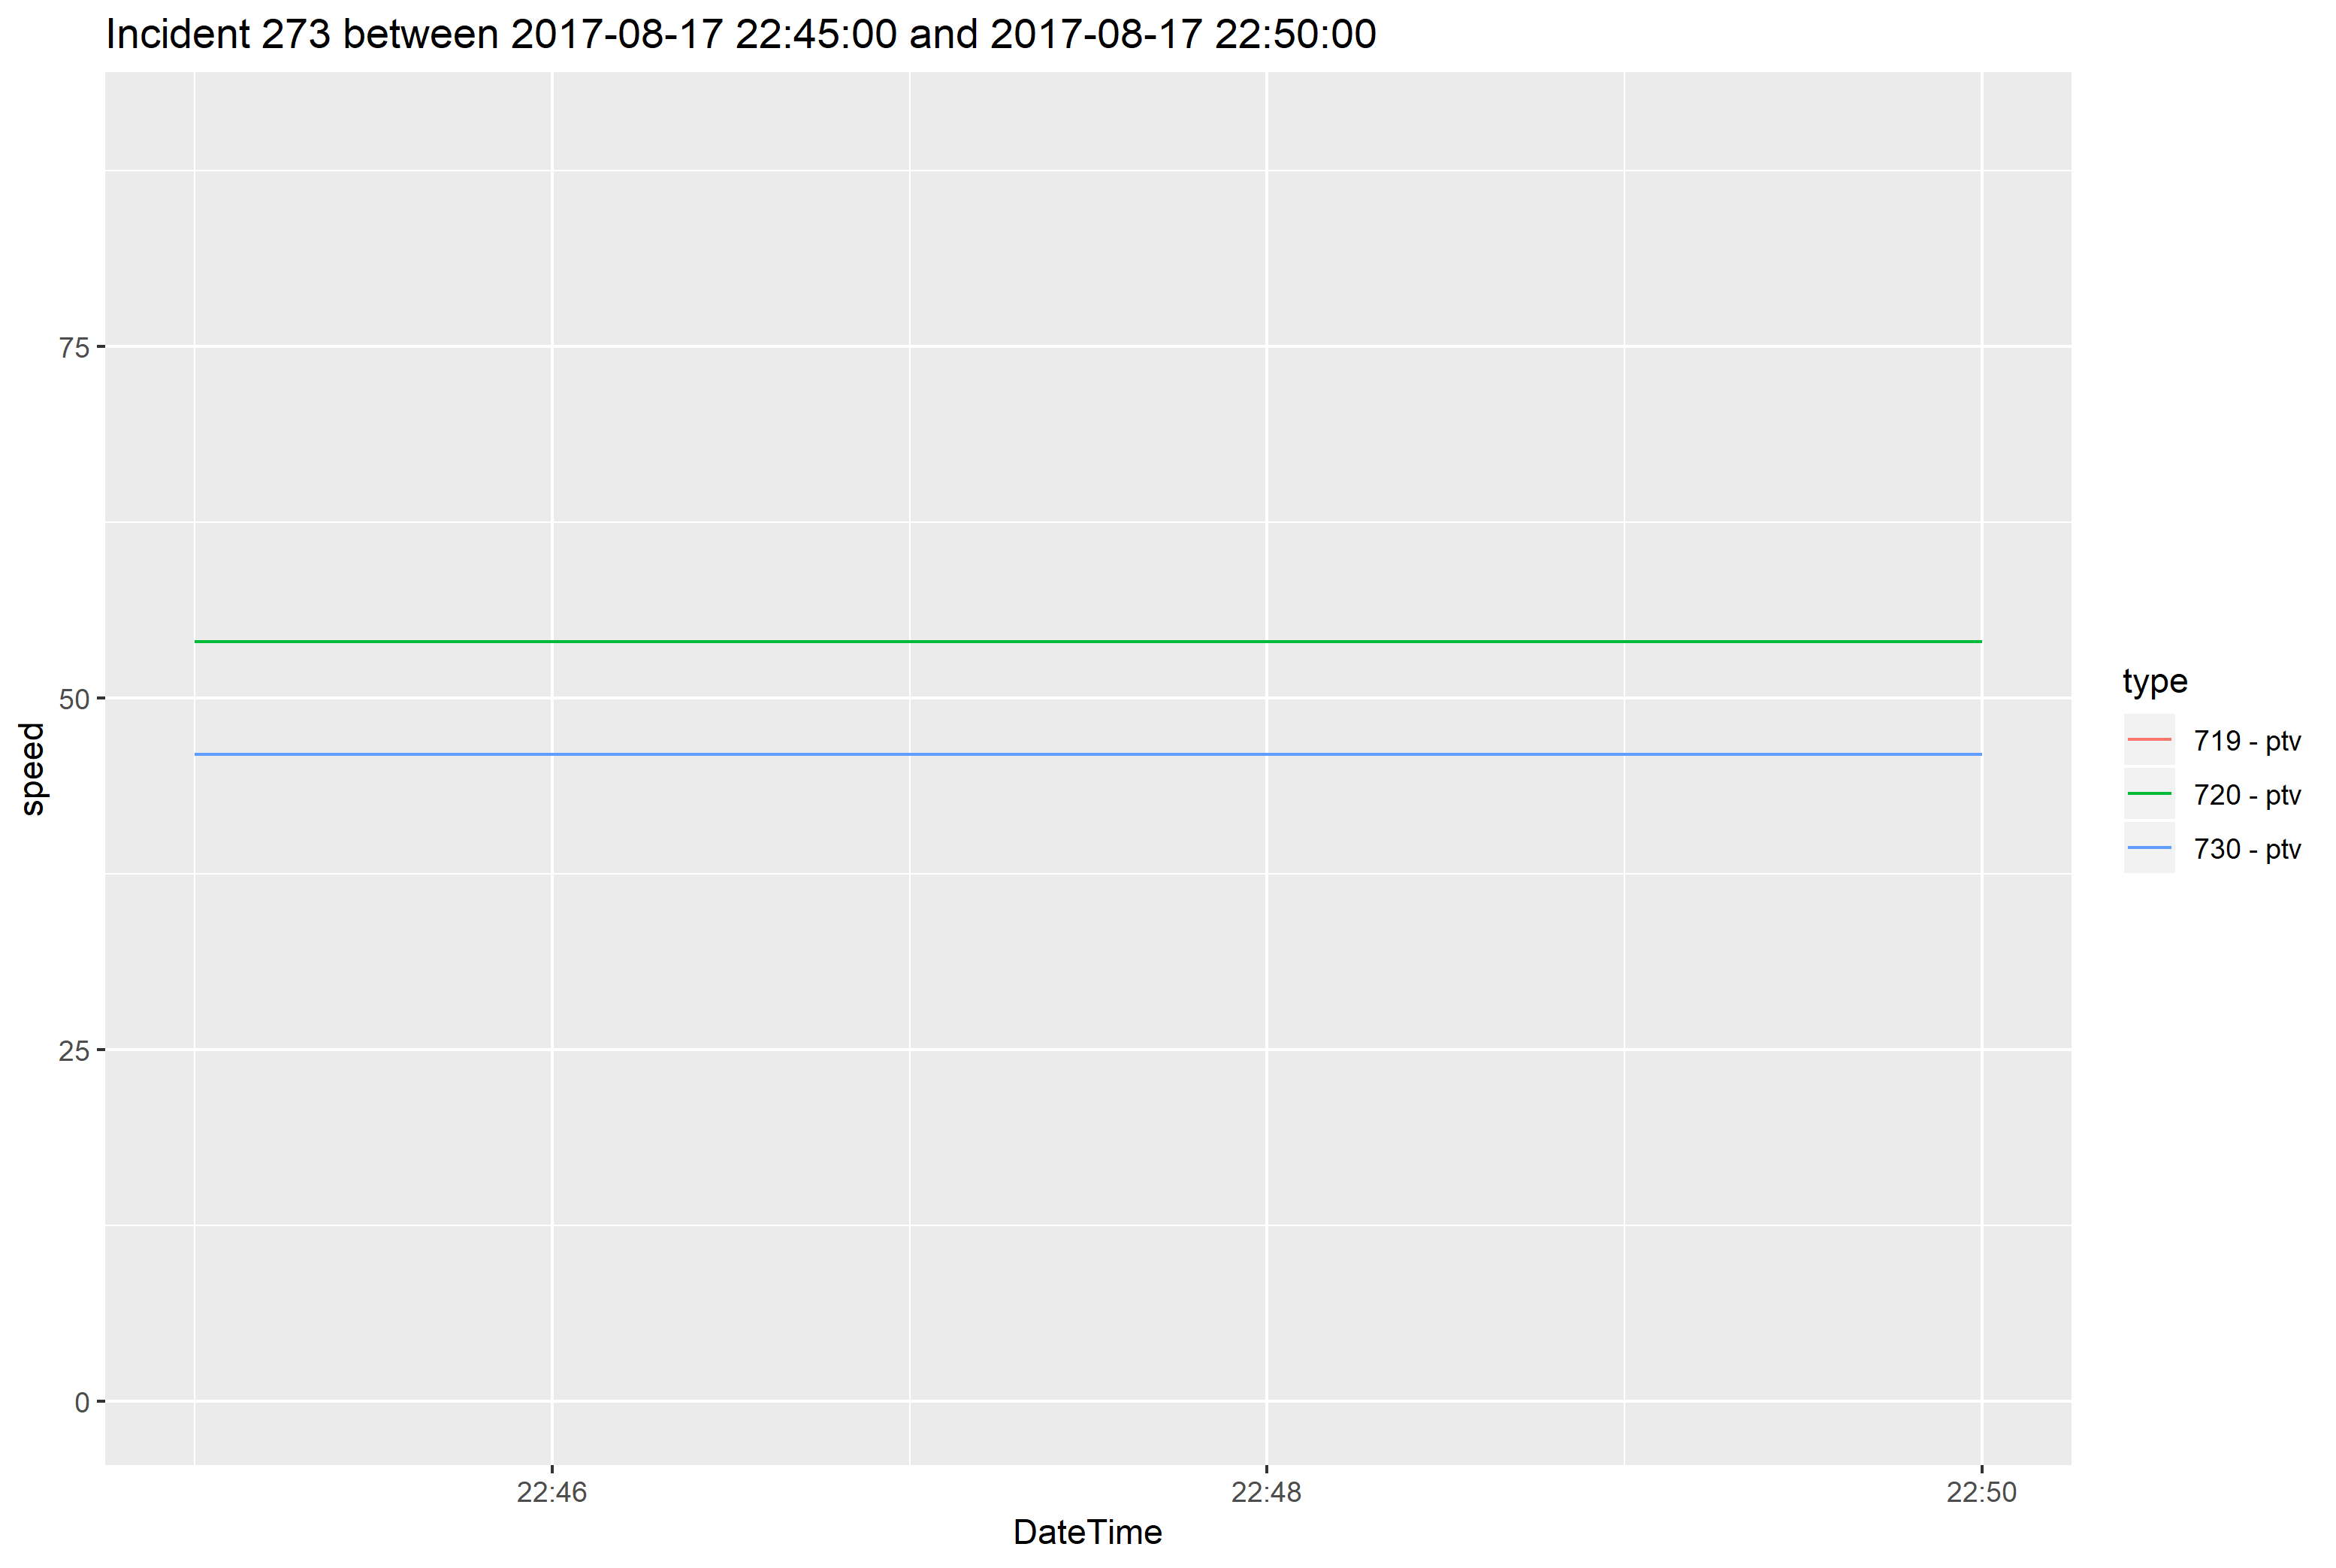 Incident 273 between 2017-08-17 22:45:00 and 2017-08-17 22:50:00
75
50
25
0
speed
22:46
22:48
22:50
DateTime
type
719 - ptv
720 - ptv
730 - ptv